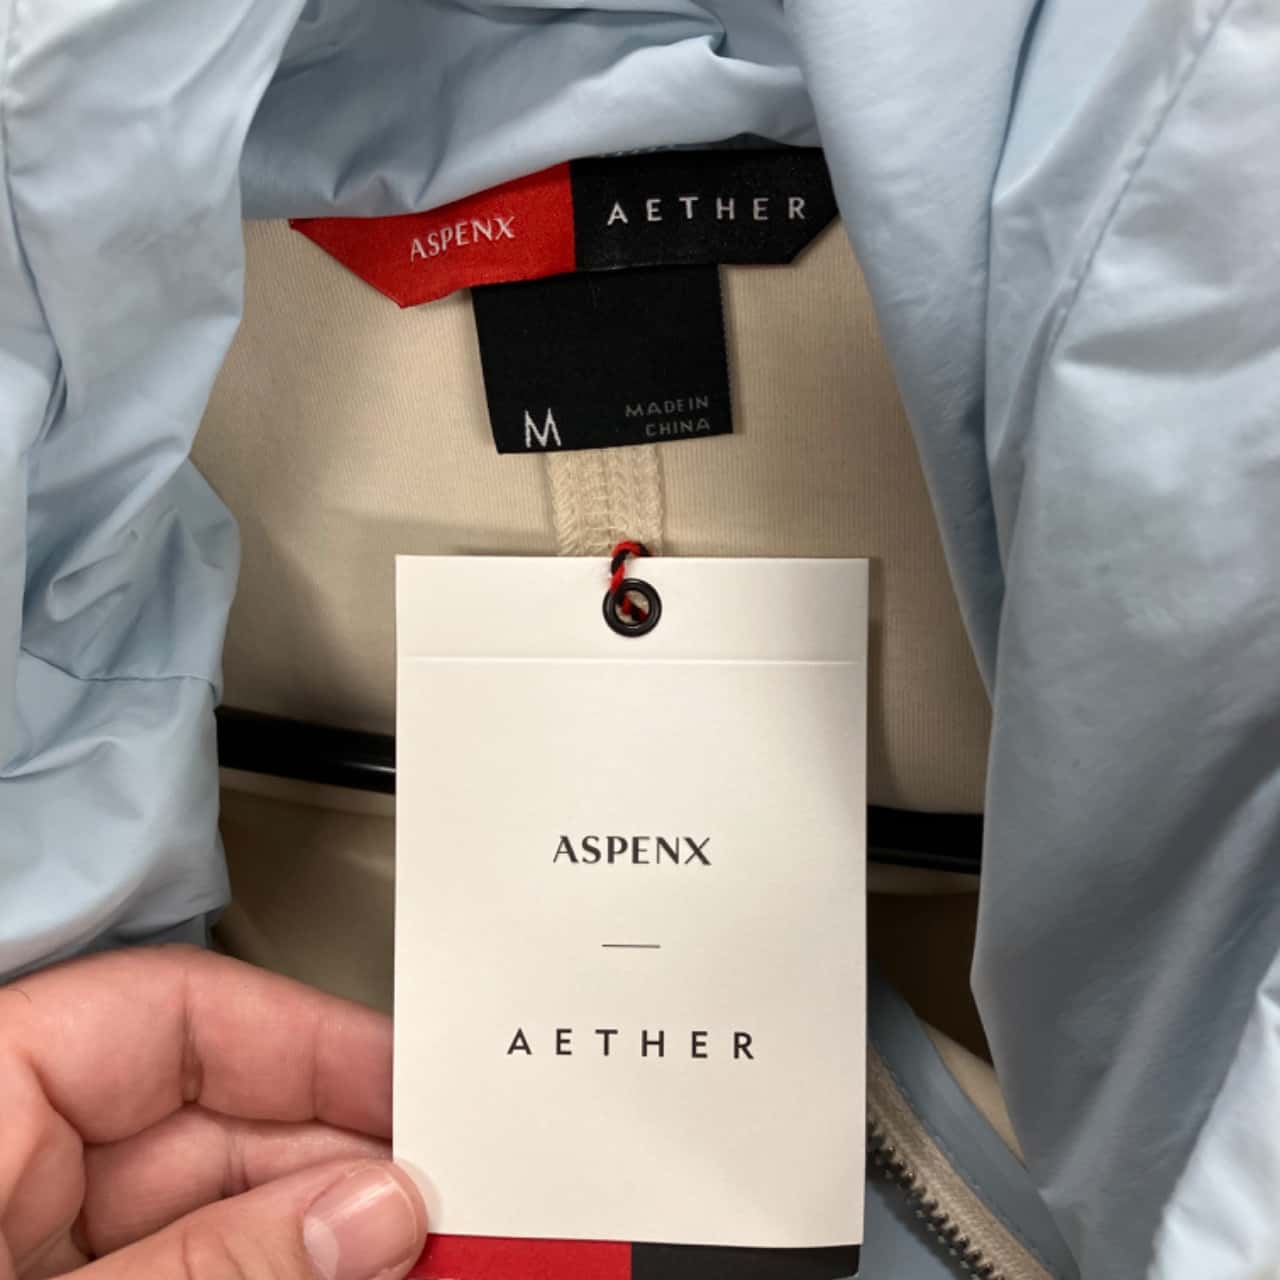 ASPENX AETHER
M MADE IN
CHINA
ASPENX
AETHER